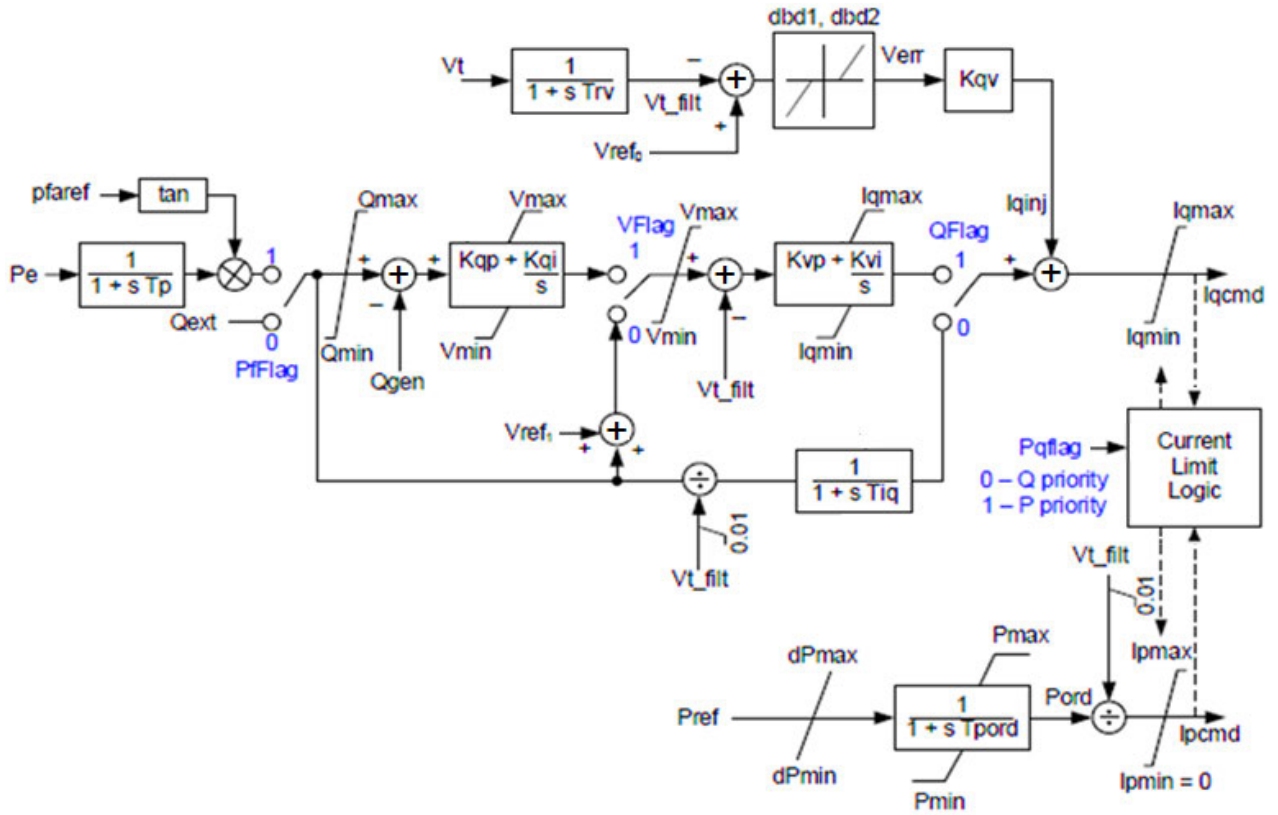 dbd1, dbd2
Vt
1
1 + s Trv
–
+
Vt_filt
+
Verr
Kqv
Vref₀
pfaref
tan
Pe
1
1 + s Tp
1
Qext
0
PfFlag
Qmax
Qmin
+
+
–
Qgen
+
Vmax
Kqp + Kqi
s
Vmin
VFlag
1
0
Vmax
Vmin
+
+
–
Vt_filt
Iqmax
Kvp + Kvi
s
Iqmin
QFlag
1
0
Iqinj
+
+
Iqmax
Iqmin
Iqcmd
Vref₁
+
+
+
÷
0.01
Vt_filt
1
1 + s Tiq
Pqflag
0 – Q priority
1 – P priority
Current
Limit
Logic
Vt_filt
0.01
Pref
dPmax
dPmin
Pmax
1
1 + s Tpord
Pmin
Pord
÷
Ipmax
Ipcmd
Ipmin = 0